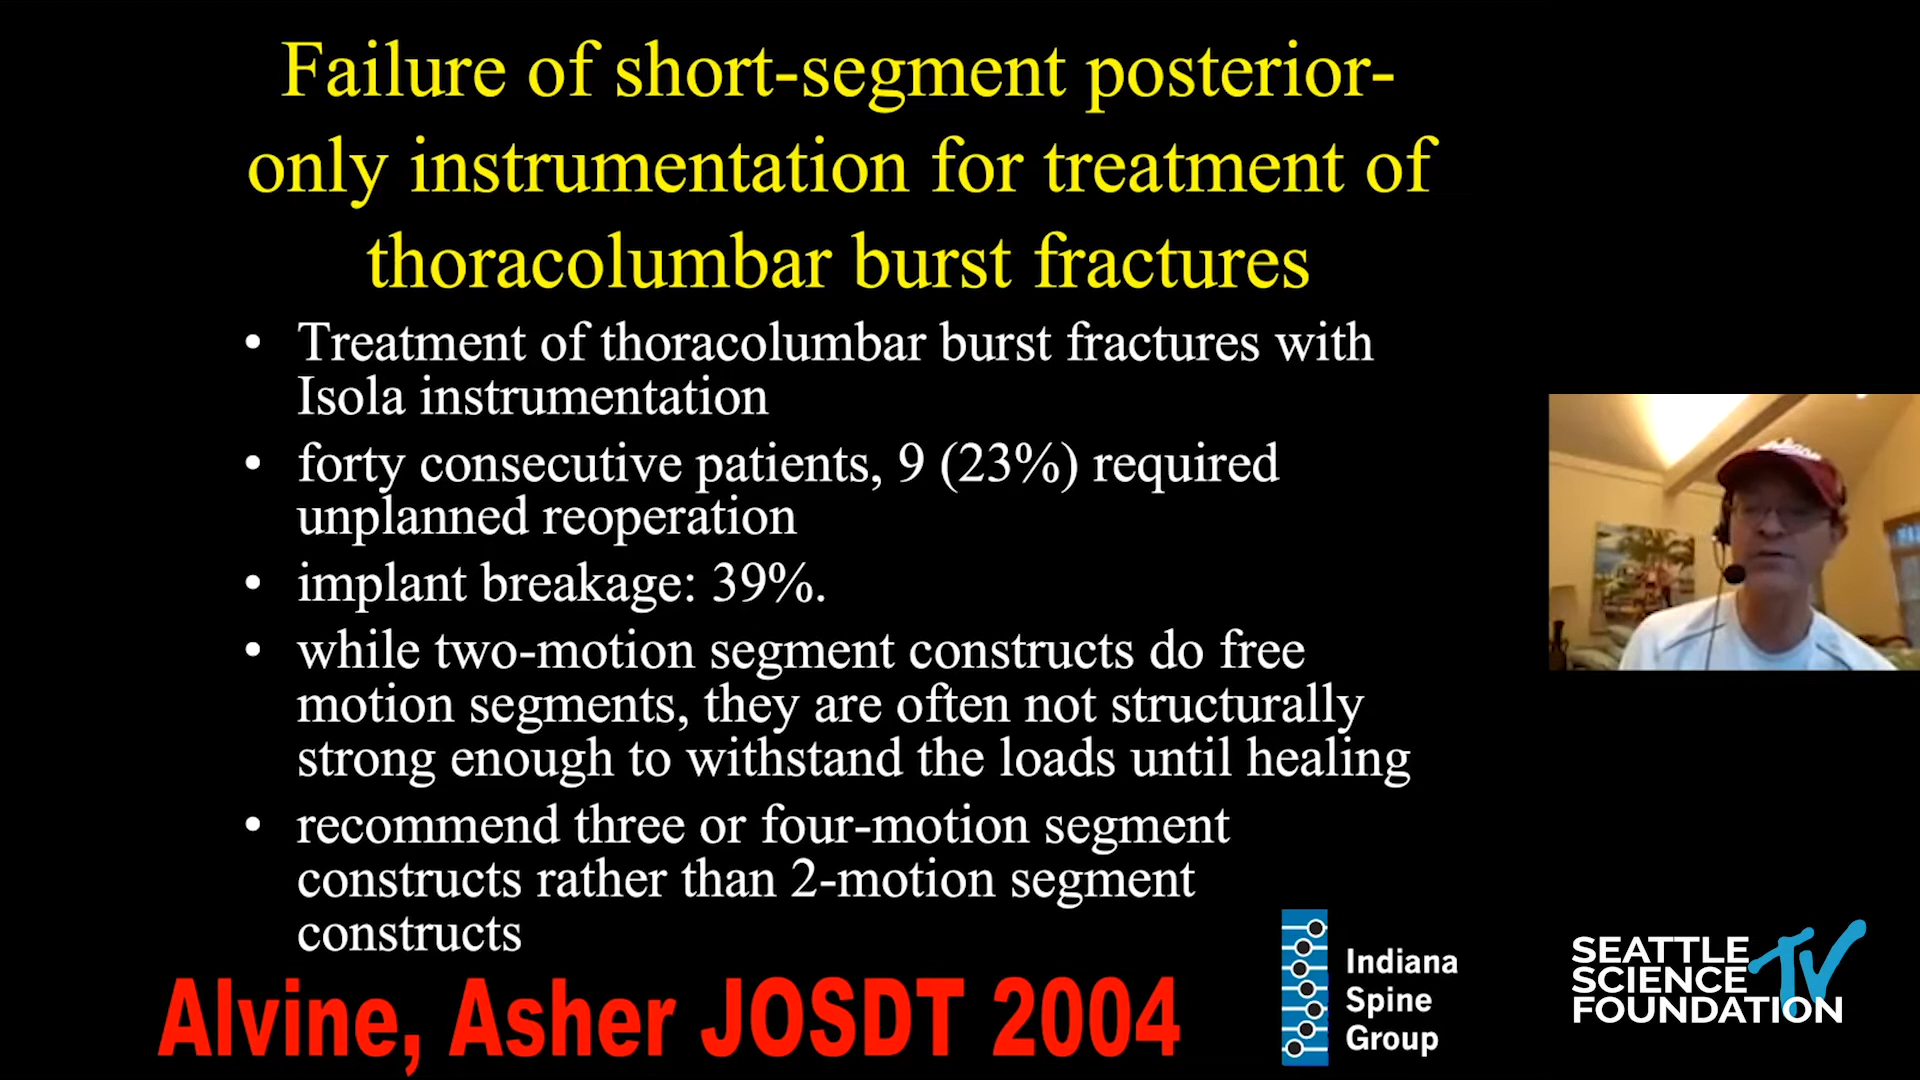 Failure of short-segment posterior-
only instrumentation for treatment of
thoracolumbar burst fractures
• Treatment of thoracolumbar burst fractures with
Isola instrumentation
• forty consecutive patients, 9 (23%) required
unplanned reoperation
• implant breakage: 39%.
• while two-motion segment constructs do free
motion segments, they are often not structurally
strong enough to withstand the loads until healing
• recommend three or four-motion segment
constructs rather than 2-motion segment
constructs
Alvine, Asher JOSDT 2004
Indiana
Spine
Group
SEATTLE
SCIENCE
FOUNDATION
TV